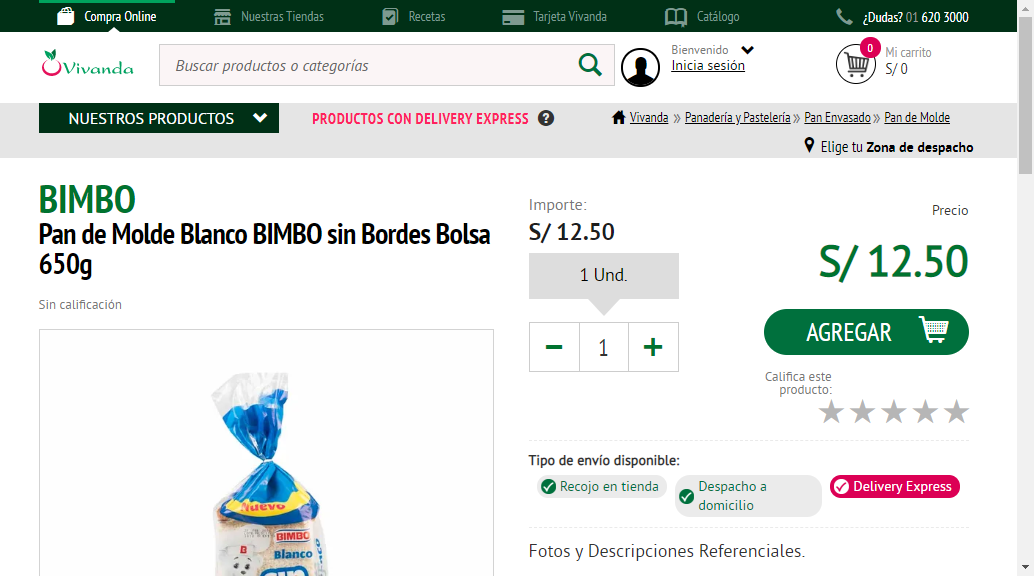 Compra Online
Nuestras Tiendas
Recetas
Tarjeta Vivanda
Catálogo
¿Dudas? 01 620 3000
Vivanda
Buscar productos o categorías
Bienvenido
Inicia sesión
0
Mi carrito
S/ 0
NUESTROS PRODUCTOS
PRODUCTOS CON DELIVERY EXPRESS ?
Vivanda » Panadería y Pastelería » Pan Envasado » Pan de Molde
Elige tu Zona de despacho
BIMBO
Pan de Molde Blanco BIMBO sin Bordes Bolsa
650g
Sin calificación
Importe:
S/ 12.50
1 Und.
− 1 +
Precio
S/ 12.50
AGREGAR
Califica este
producto:
Tipo de envío disponible:
Recojo en tienda
Despacho a
domicilio
Delivery Express
Fotos y Descripciones Referenciales.
Nuevo
BIMBO
Blanco